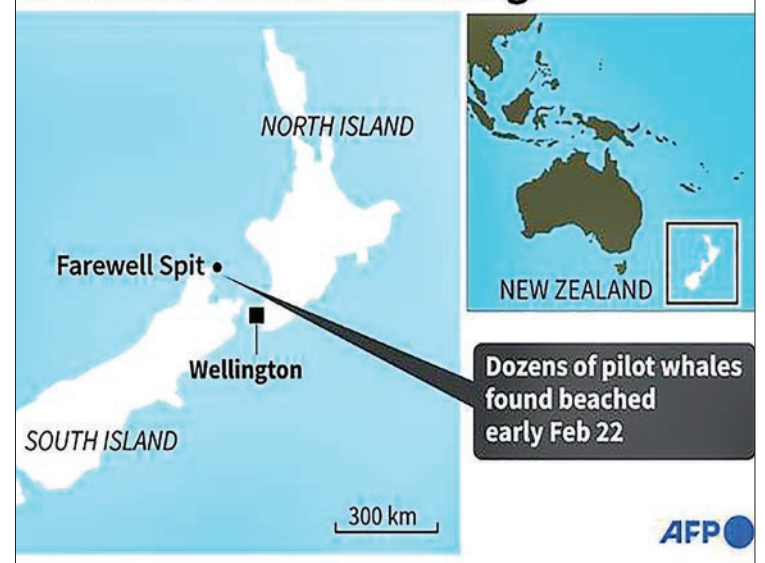 NORTH ISLAND
Farewell Spit
Wellington
SOUTH ISLAND
300 km
NEW ZEALAND
Dozens of pilot whales
found beached
early Feb 22
AFP